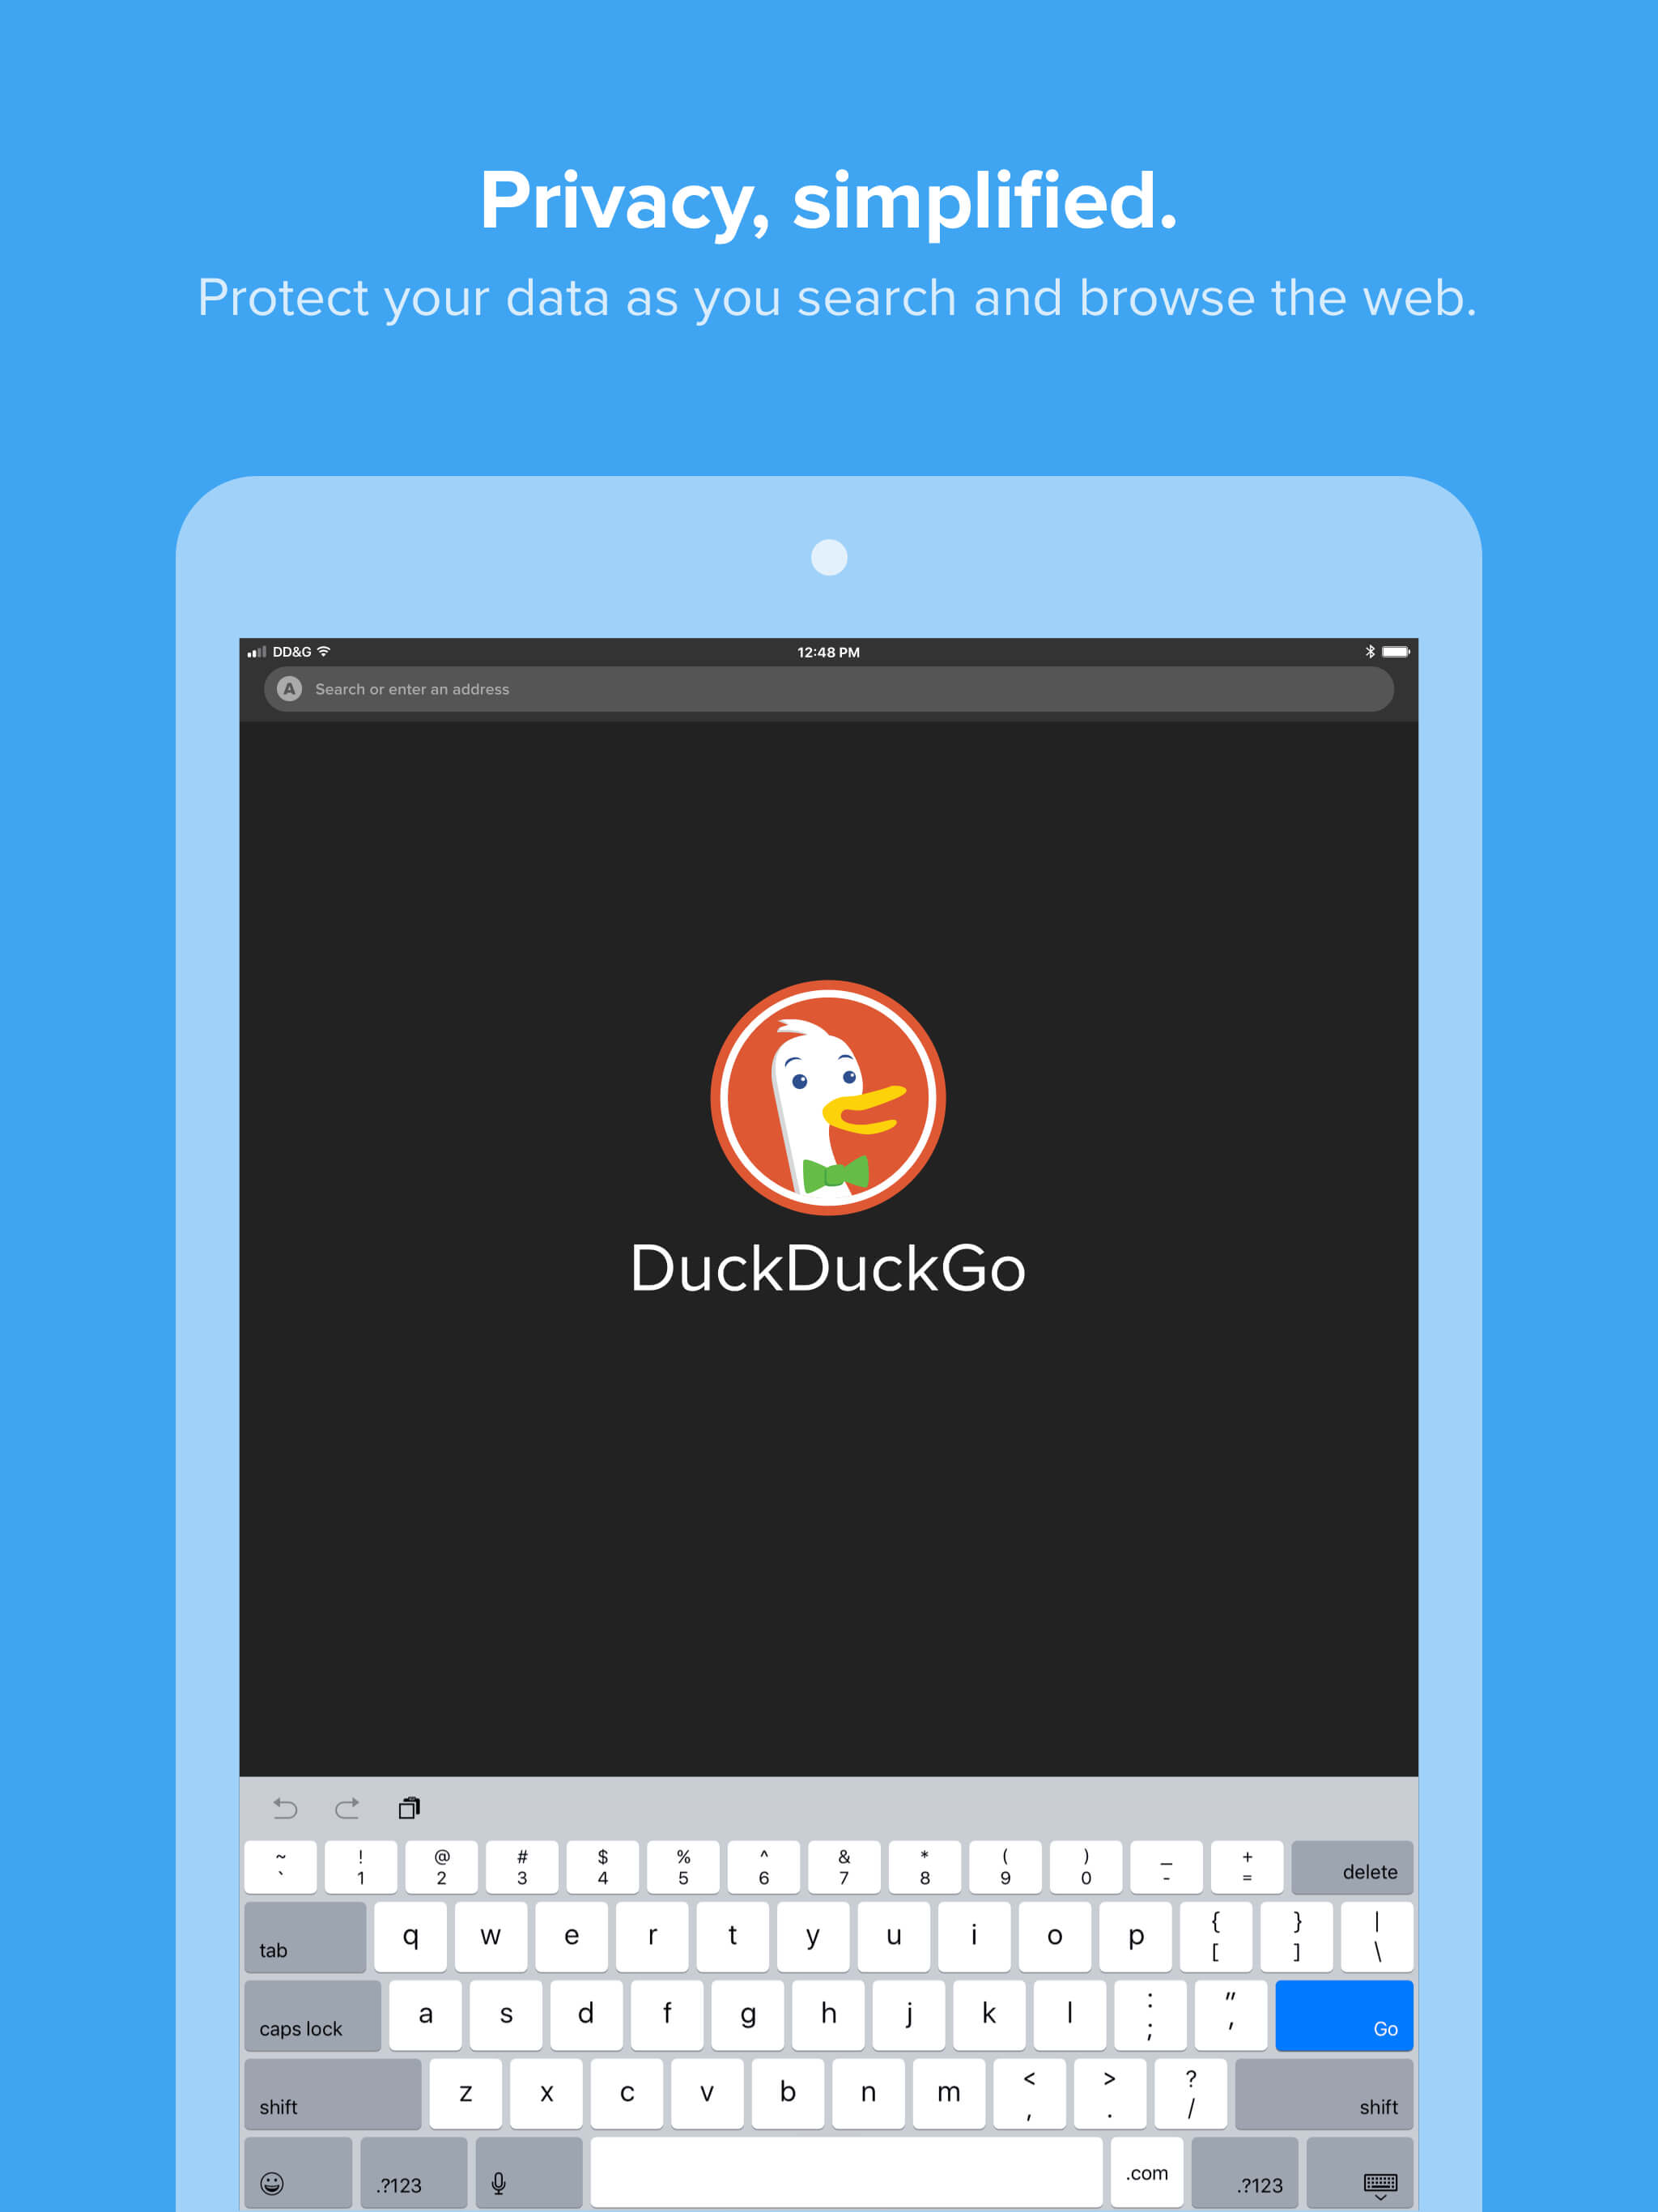 Privacy, simplified.
Protect your data as you search and browse the web.
DD&G 12:48 PM
A Search or enter an address
DuckDuckGo
~ ! @ # $ % ^ & * ( ) _ +
` 1 2 3 4 5 6 7 8 9 0 - = delete
tab q w e r t y u i o p { [ } ] | \
caps lock a s d f g h j k l : ; " ' Go
shift z x c v b n m < , > . ? / shift
.?123 .com .?123